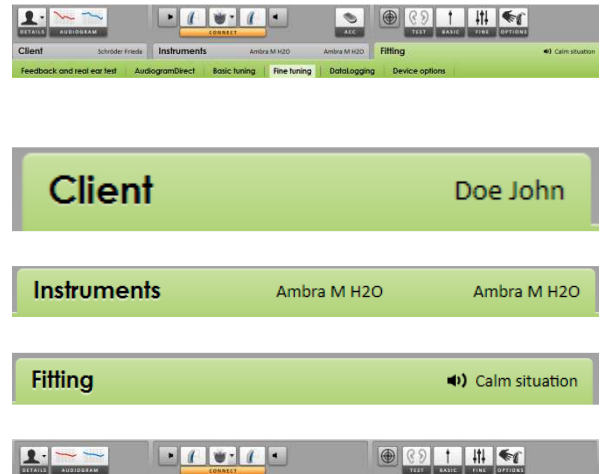 DETAILS AUDIOGRAM CONNECT ACC TEST BASIC FINE OPTIONS
Client Schröder Frieda Instruments Ambra M H2O Ambra M H2O Fitting Calm situation
Feedback and real ear test AudiogramDirect Basic tuning Fine tuning DataLogging Device options
Client Doe John
Instruments Ambra M H2O Ambra M H2O
Fitting Calm situation
DETAILS AUDIOGRAM CONNECT TEST BASIC FINE OPTIONS